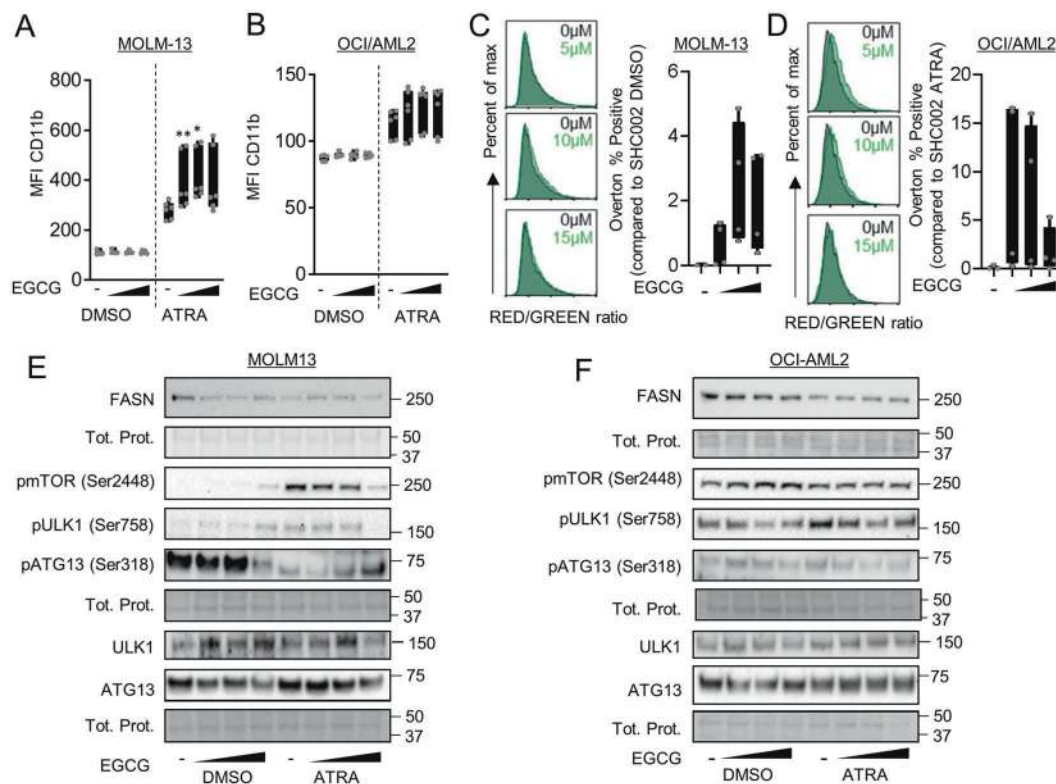 A
MOLM-13
MFI CD11b
800
600
400
200
0
** *
EGCG
-
-
DMSO
ATRA
B
OCI/AML2
MFI CD11b
150
100
50
0
EGCG
-
-
DMSO
ATRA
C
Percent of max
0µM
5µM
0µM
10µM
0µM
15µM
RED/GREEN ratio
MOLM-13
Overton % Positive
(compared to SHC002 DMSO)
6
4
2
0
EGCG
-
D
Percent of max
0µM
5µM
0µM
10µM
0µM
15µM
RED/GREEN ratio
OCI/AML2
Overton % Positive
(compared to SHC002 ATRA)
20
15
10
5
0
EGCG
-
E
MOLM13
FASN
250
Tot. Prot.
50
37
pmTOR (Ser2448)
250
pULK1 (Ser758)
150
pATG13 (Ser318)
75
Tot. Prot.
50
37
ULK1
150
ATG13
75
Tot. Prot.
50
37
EGCG
-
-
DMSO
ATRA
F
OCI-AML2
FASN
250
Tot. Prot.
50
37
pmTOR (Ser2448)
250
pULK1 (Ser758)
150
pATG13 (Ser318)
75
Tot. Prot.
50
37
ULK1
150
ATG13
75
Tot. Prot.
50
37
EGCG
-
-
DMSO
ATRA